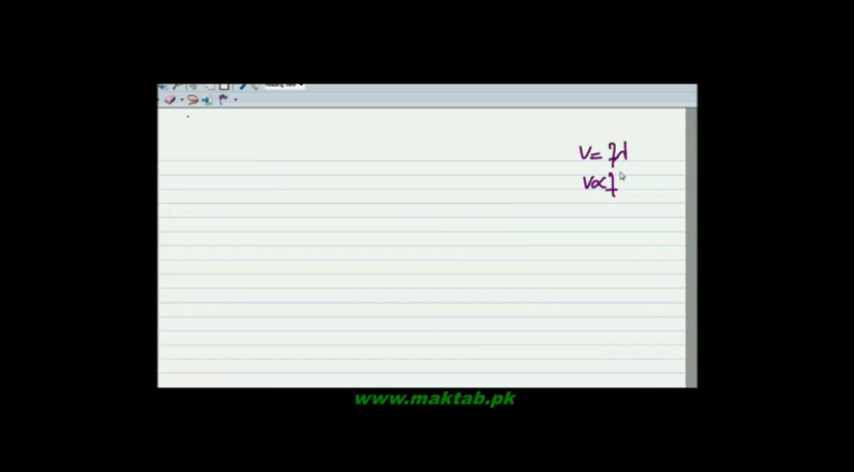 v = fλ
v ∝ f
www.maktab.pk